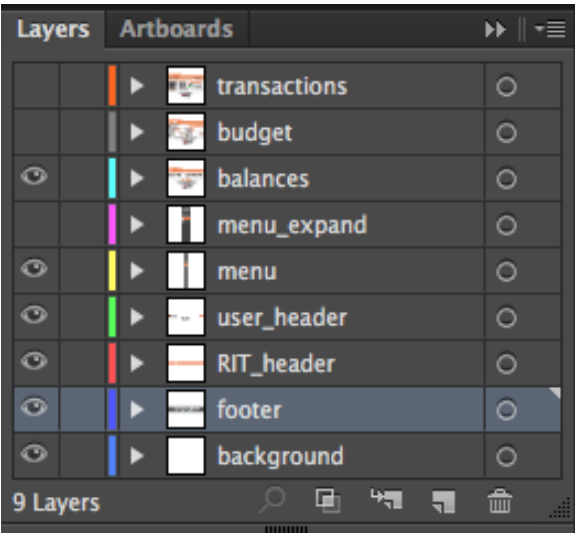 Layers Artboards
transactions
budget
balances
menu_expand
menu
user_header
RIT_header
footer
background
9 Layers